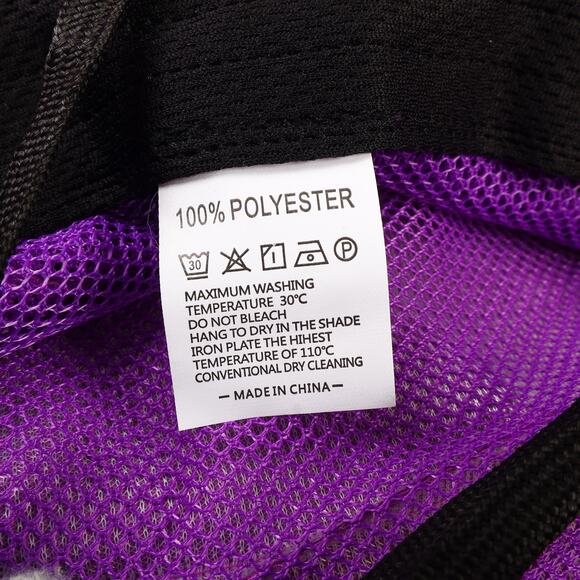 100% POLYESTER
30 P
MAXIMUM WASHING
TEMPERATURE 30℃
DO NOT BLEACH
HANG TO DRY IN THE SHADE
IRON PLATE THE HIHEST
TEMPERATURE OF 110℃
CONVENTIONAL DRY CLEANING
— MADE IN CHINA —